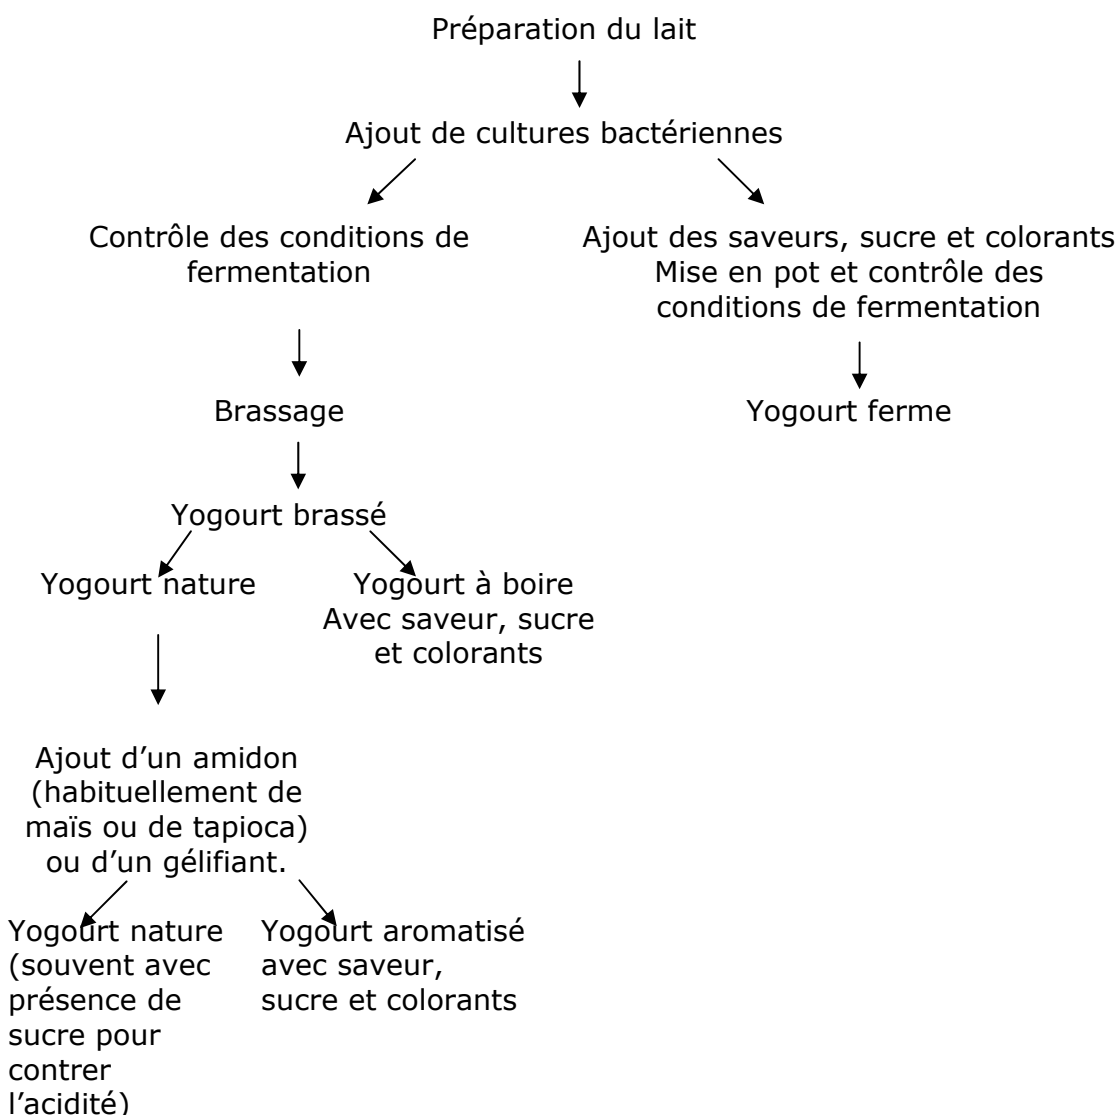 Préparation du lait
Ajout de cultures bactériennes
Contrôle des conditions de
fermentation
Ajout des saveurs, sucre et colorants
Mise en pot et contrôle des
conditions de fermentation
Brassage
Yogourt ferme
Yogourt brassé
Yogourt nature
Yogourt à boire
Avec saveur, sucre
et colorants
Ajout d’un amidon
(habituellement de
maïs ou de tapioca)
ou d’un gélifiant.
Yogourt nature
(souvent avec
présence de
sucre pour
contrer
l’acidité)
Yogourt aromatisé
avec saveur,
sucre et colorants